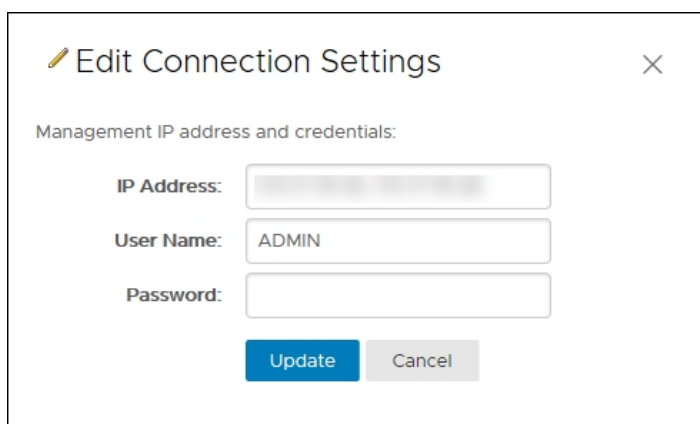 Edit Connection Settings
Management IP address and credentials:
IP Address:
User Name: ADMIN
Password:
Update Cancel